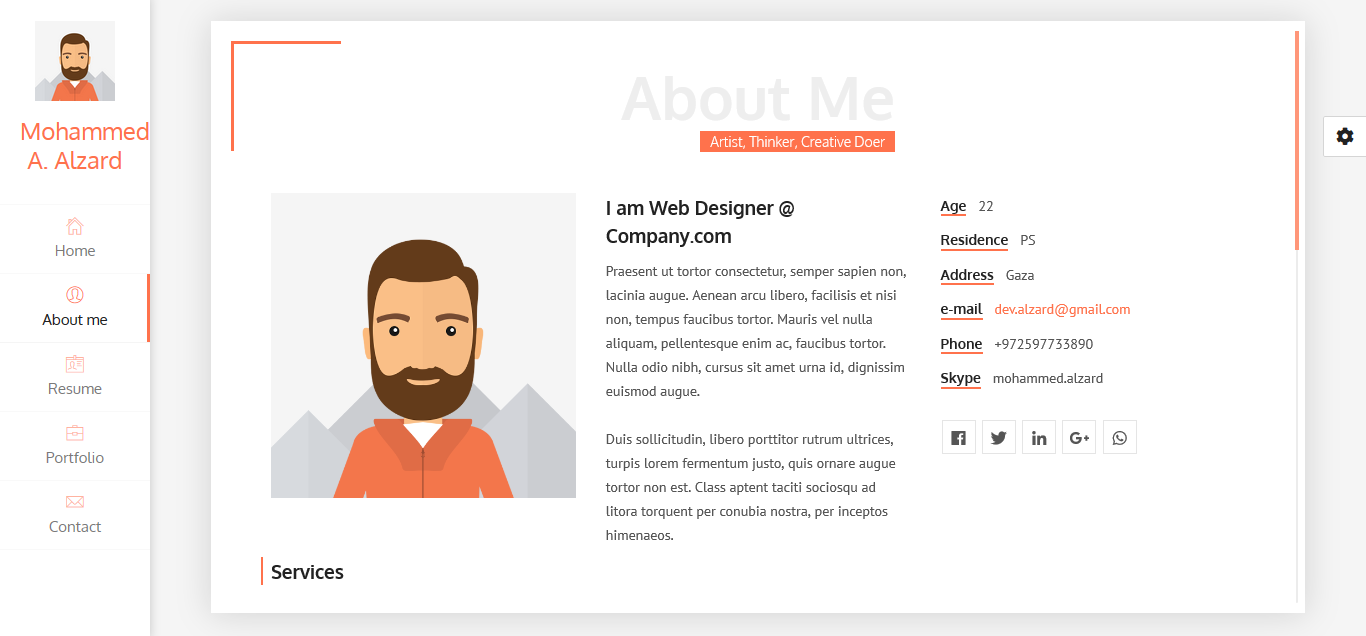 Mohammed
A. Alzard
Home
About me
Resume
Portfolio
Contact
About Me
Artist, Thinker, Creative Doer
I am Web Designer @
Company.com
Praesent ut tortor consectetur, semper sapien non,
lacinia augue. Aenean arcu libero, facilisis et nisi
non, tempus faucibus tortor. Mauris vel nulla
aliquam, pellentesque enim ac, faucibus tortor.
Nulla odio nibh, cursus sit amet urna id, dignissim
euismod augue.
Duis sollicitudin, libero porttitor rutrum ultrices,
turpis lorem fermentum justo, quis ornare augue
tortor non est. Class aptent taciti sociosqu ad
litora torquent per conubia nostra, per inceptos
himenaeos.
Age 22
Residence PS
Address Gaza
e-mail dev.alzard@gmail.com
Phone +972597733890
Skype mohammed.alzard
Services